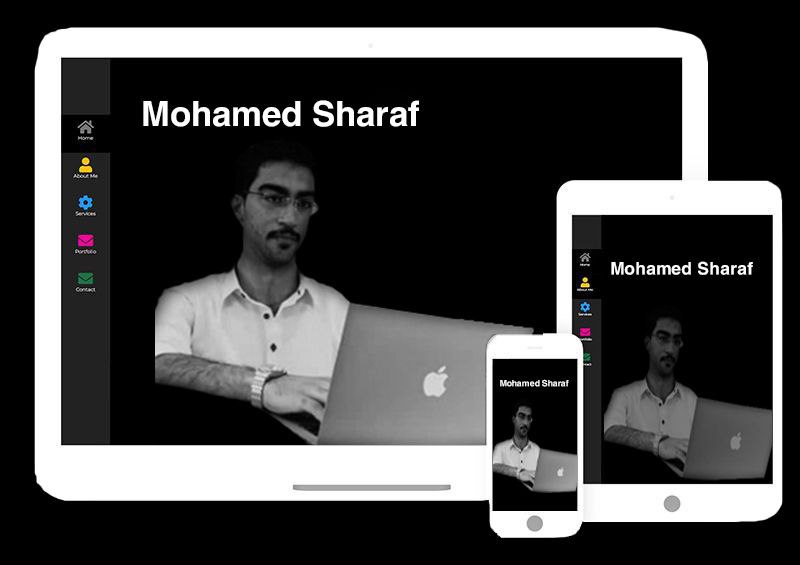 Mohamed Sharaf
Home
About Me
Services
Portfolio
Contact
Mohamed Sharaf
Home
About Me
Services
Mohamed Sharaf